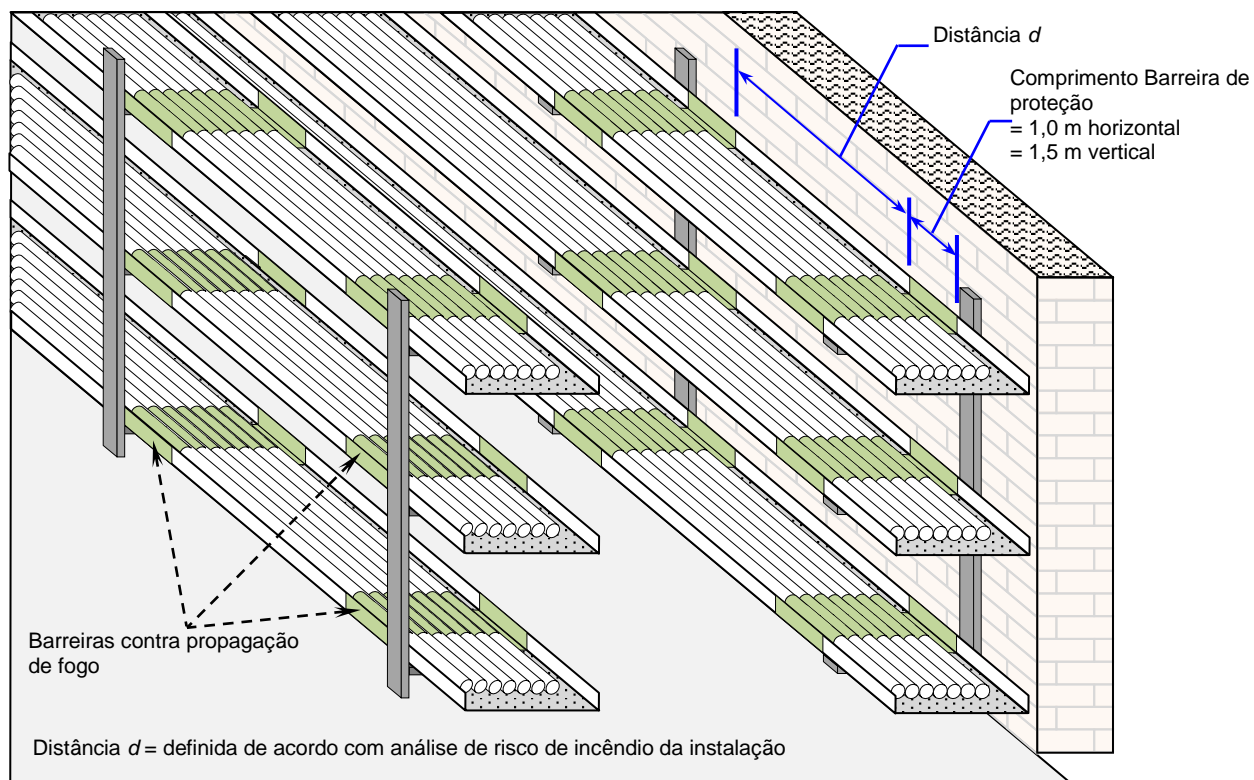 Distância d
Comprimento Barreira de
proteção
= 1,0 m horizontal
= 1,5 m vertical
Barreiras contra propagação
de fogo
Distância d = definida de acordo com análise de risco de incêndio da instalação